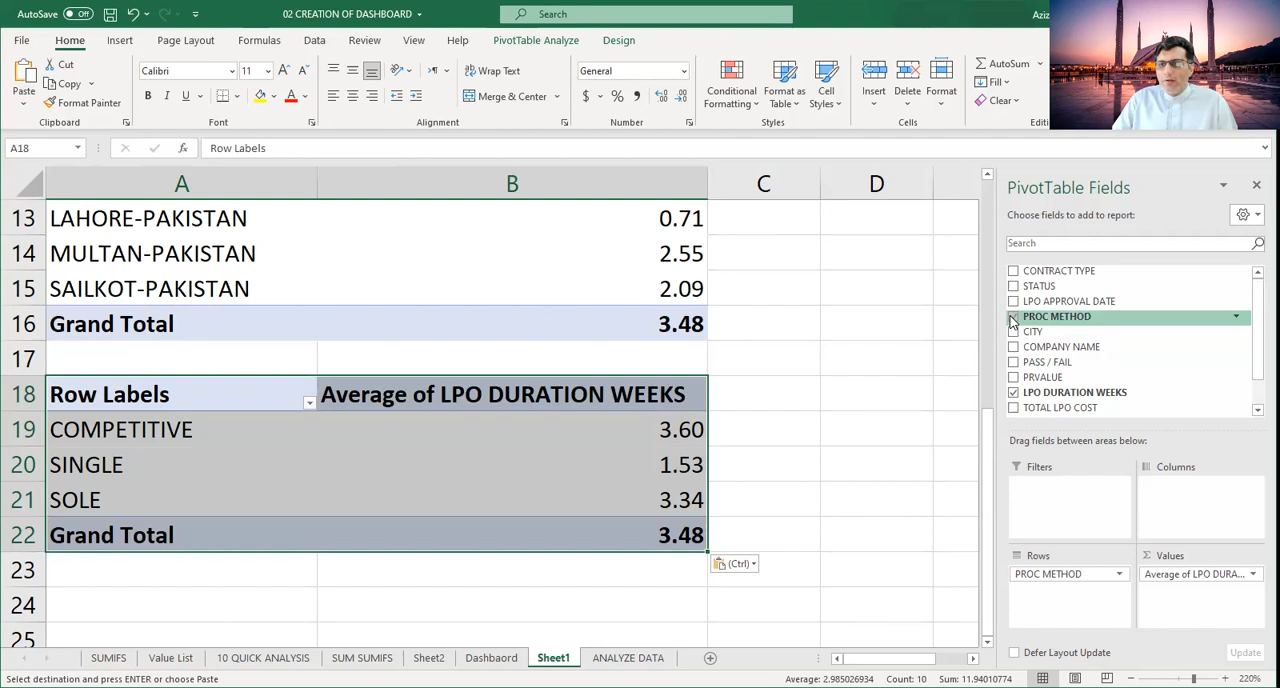 AutoSave Off 02 CREATION OF DASHBOARD Search Aziz
File Home Insert Page Layout Formulas Data Review View Help PivotTable Analyze Design
Paste
Cut
Copy
Format Painter
Clipboard
Calibri 11 A A
B I U A
Font
Wrap Text
Merge & Center
Alignment
General
$ % ,
Number
Conditional Formatting
Format as Table
Cell Styles
Styles
Insert Delete Format
Cells
AutoSum
Fill
Clear
Editi
A18 fx Row Labels
A B C D
13 LAHORE-PAKISTAN 0.71
14 MULTAN-PAKISTAN 2.55
15 SAILKOT-PAKISTAN 2.09
16 Grand Total 3.48
17
18 Row Labels Average of LPO DURATION WEEKS
19 COMPETITIVE 3.60
20 SINGLE 1.53
21 SOLE 3.34
22 Grand Total 3.48
(Ctrl)
23
24
25
PivotTable Fields
Choose fields to add to report:
Search
CONTRACT TYPE
STATUS
LPO APPROVAL DATE
PROC METHOD
CITY
COMPANY NAME
PASS / FAIL
PRVALUE
LPO DURATION WEEKS
TOTAL LPO COST
Drag fields between areas below:
Filters Columns
Rows Σ Values
PROC METHOD Average of LPO DURA...
Defer Layout Update Update
SUMIFS Value List 10 QUICK ANALYSIS SUM SUMIFS Sheet2 Dashbaord Sheet1 ANALYZE DATA
Select destination and press ENTER or choose Paste Average: 2.985026934 Count: 10 Sum: 11.94010774 220%